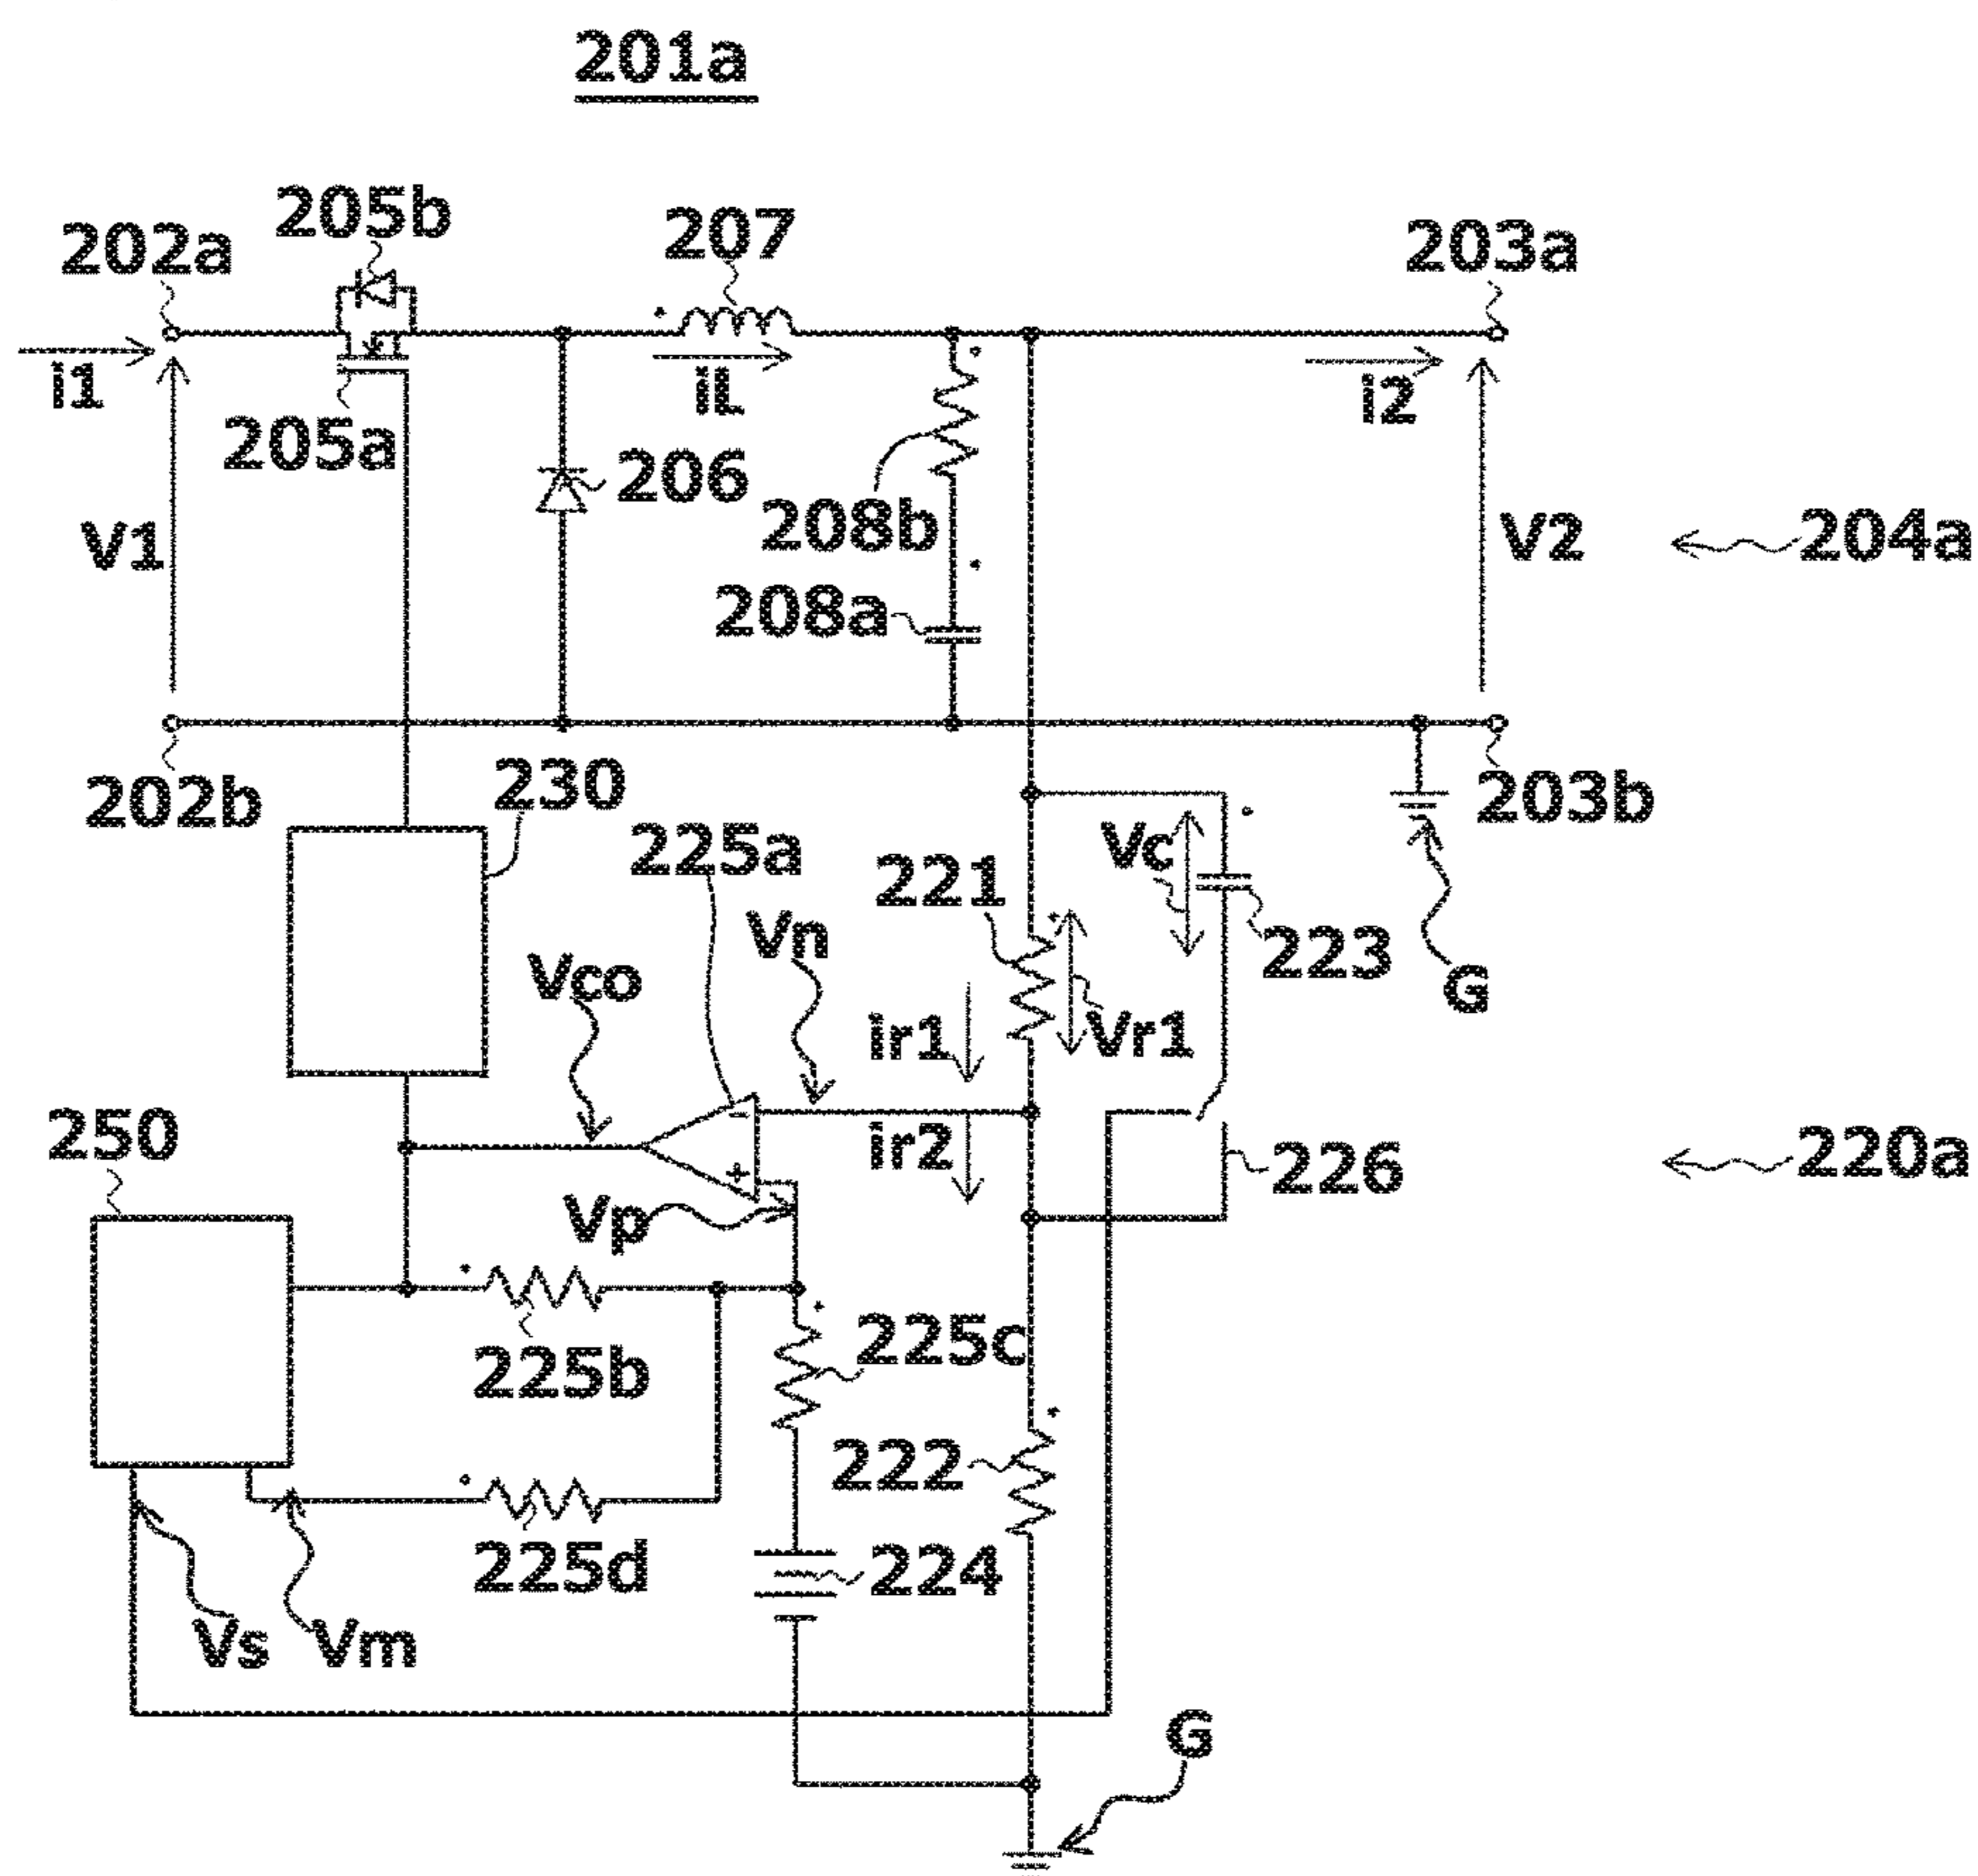 201a
205b
207
202a
203a
i1
iL
i2
205a
206
V1
208b
V2
204a
208a
202b
230
203b
225a
Vc
221
Vn
223
Vco
G
ir1
Vr1
250
ir2
226
220a
Vp
+
-
225c
225b
222
225d
224
Vs
Vm
G